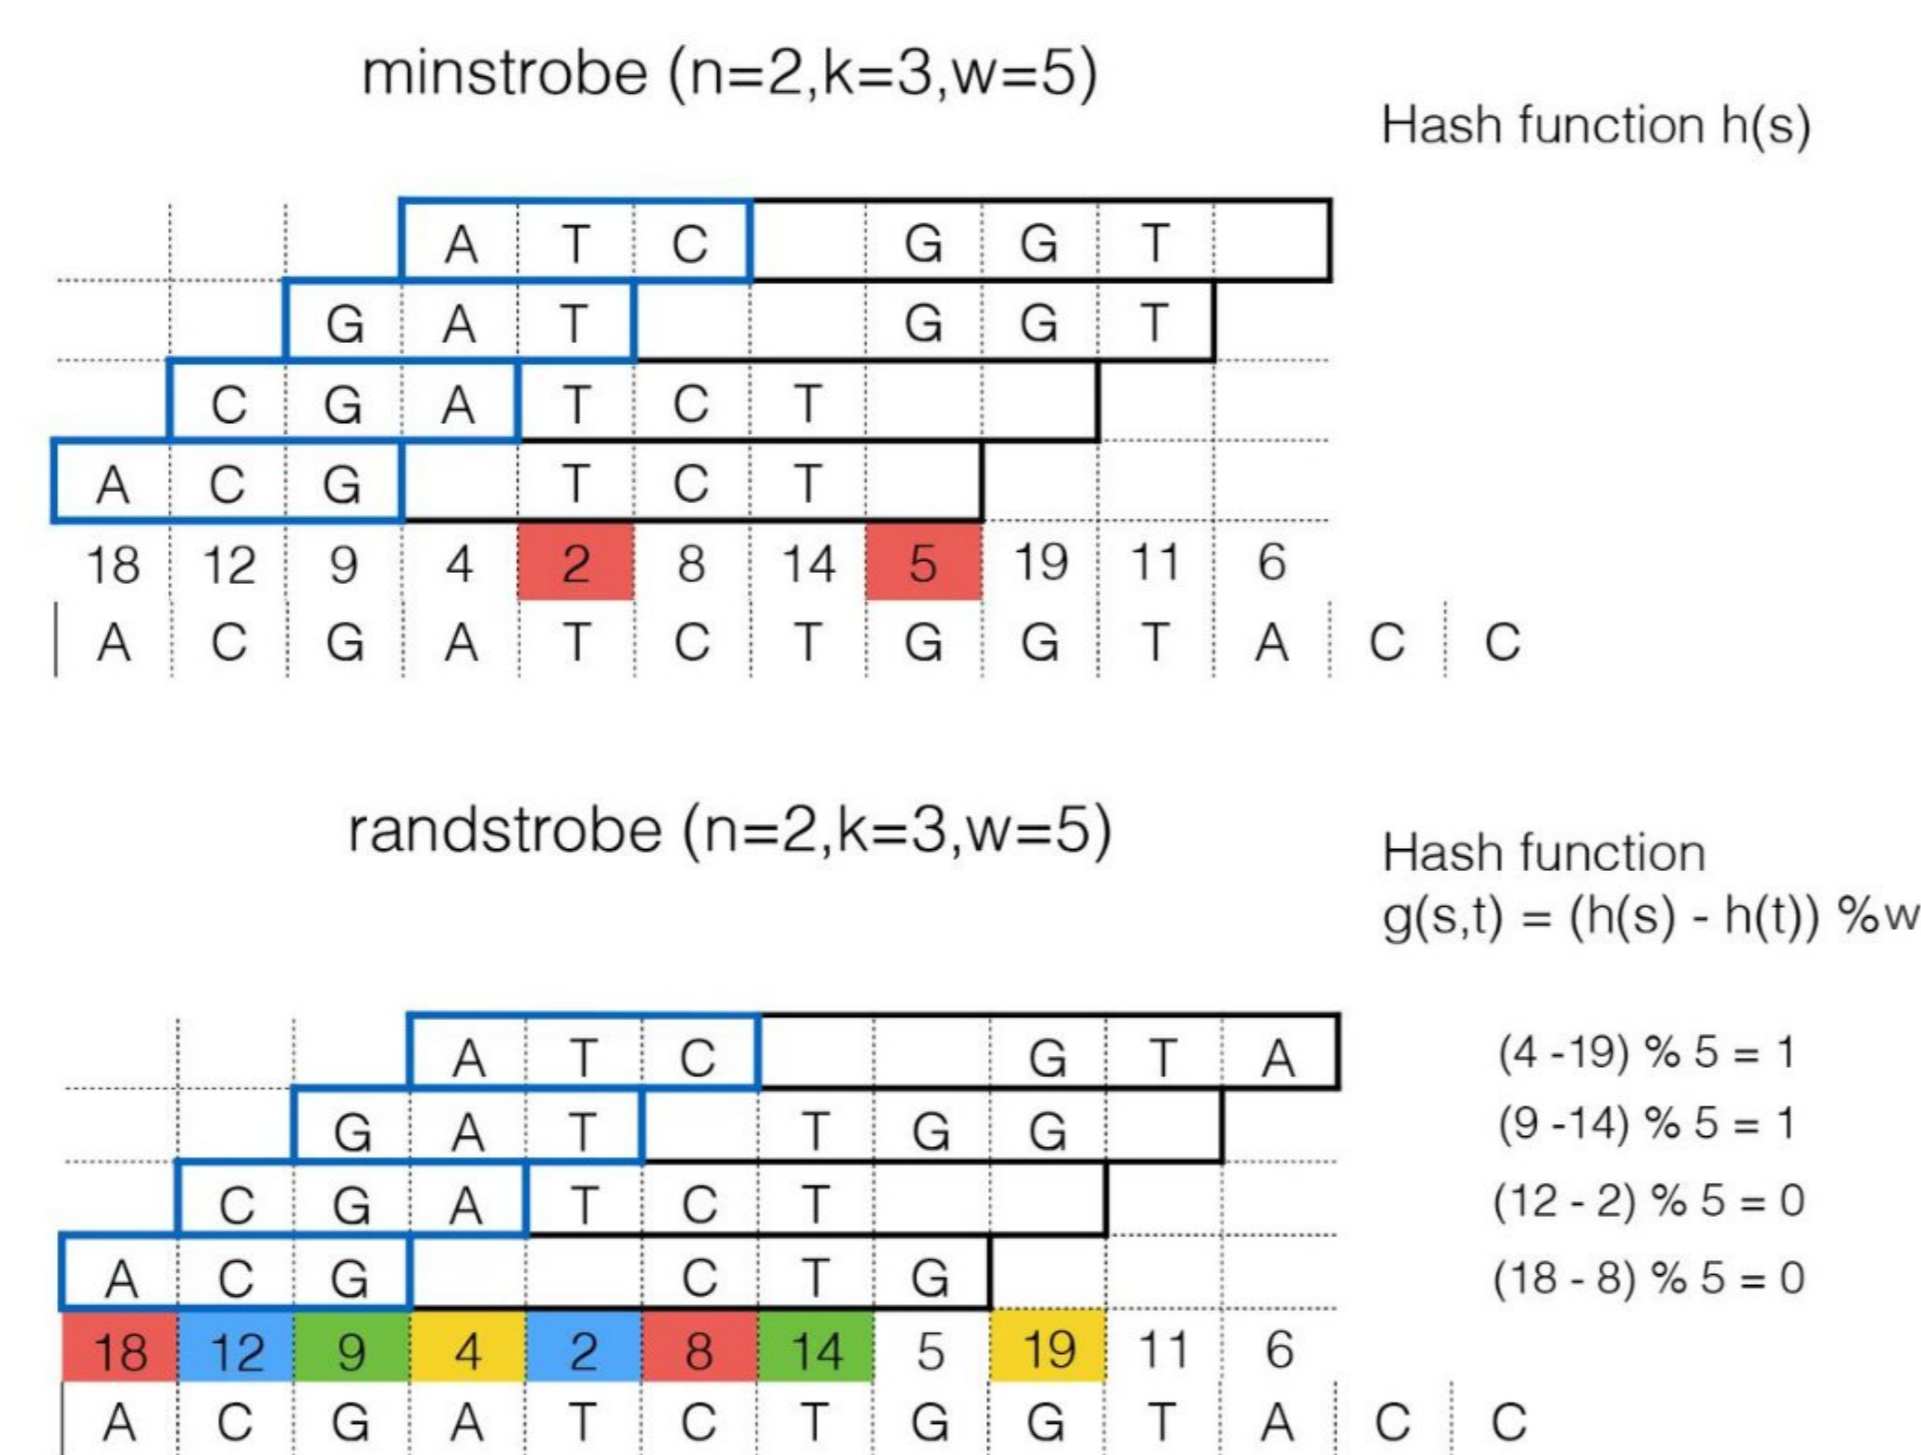 minstrobe (n=2,k=3,w=5)
Hash function h(s)
A T C G G T
G A T G G T
C G A T C T
A C G T C T
18 12 9 4 2 8 14 5 19 11 6
A C G A T C T G G T A C C
randstrobe (n=2,k=3,w=5)
Hash function
g(s,t) = (h(s) - h(t)) %w
A T C G T A (4 -19) % 5 = 1
G A T T G G (9 -14) % 5 = 1
C G A T C T (12 - 2) % 5 = 0
A C G C T G (18 - 8) % 5 = 0
18 12 9 4 2 8 14 5 19 11 6
A C G A T C T G G T A C C